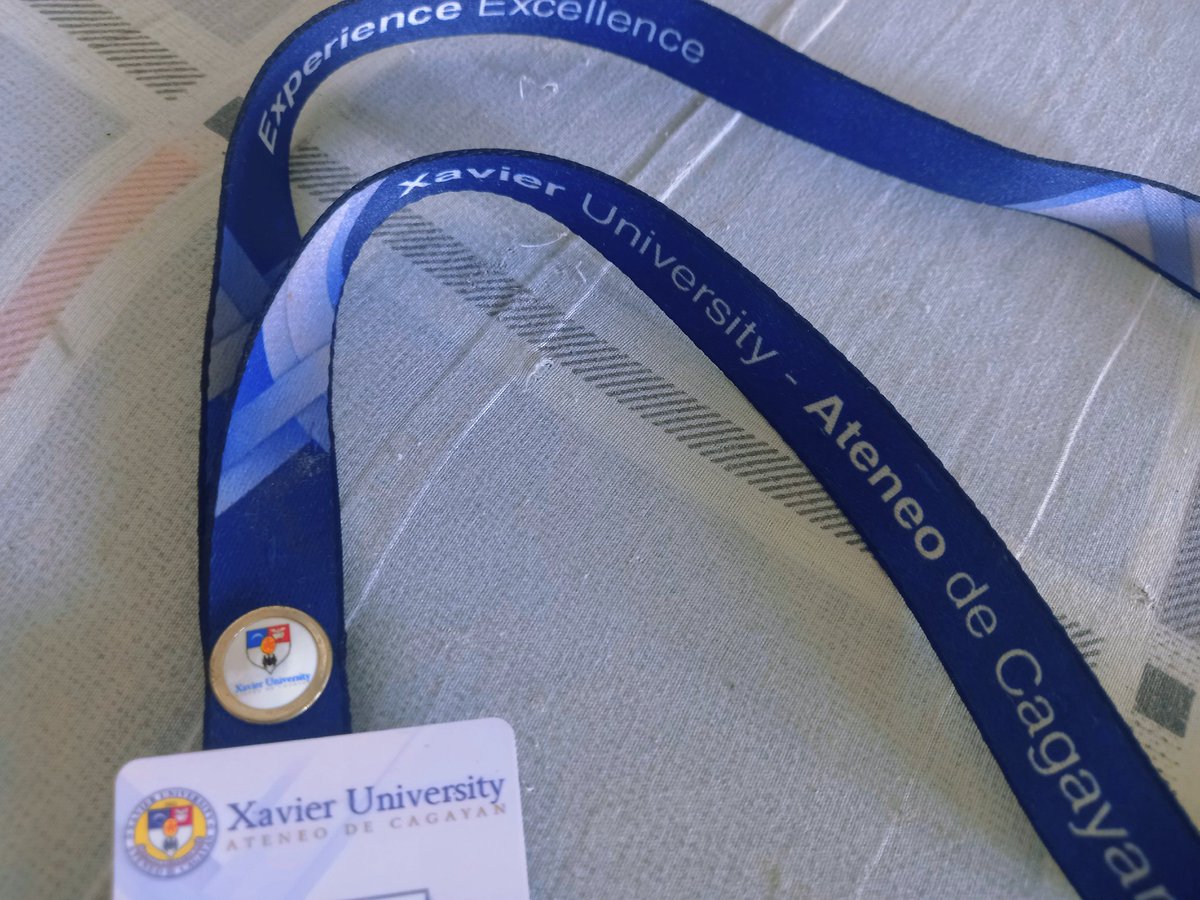 Experience Excellence
Xavier University - Ateneo de Cagayan
Xavier University
Xavier University
ATENEO DE CAGAYAN